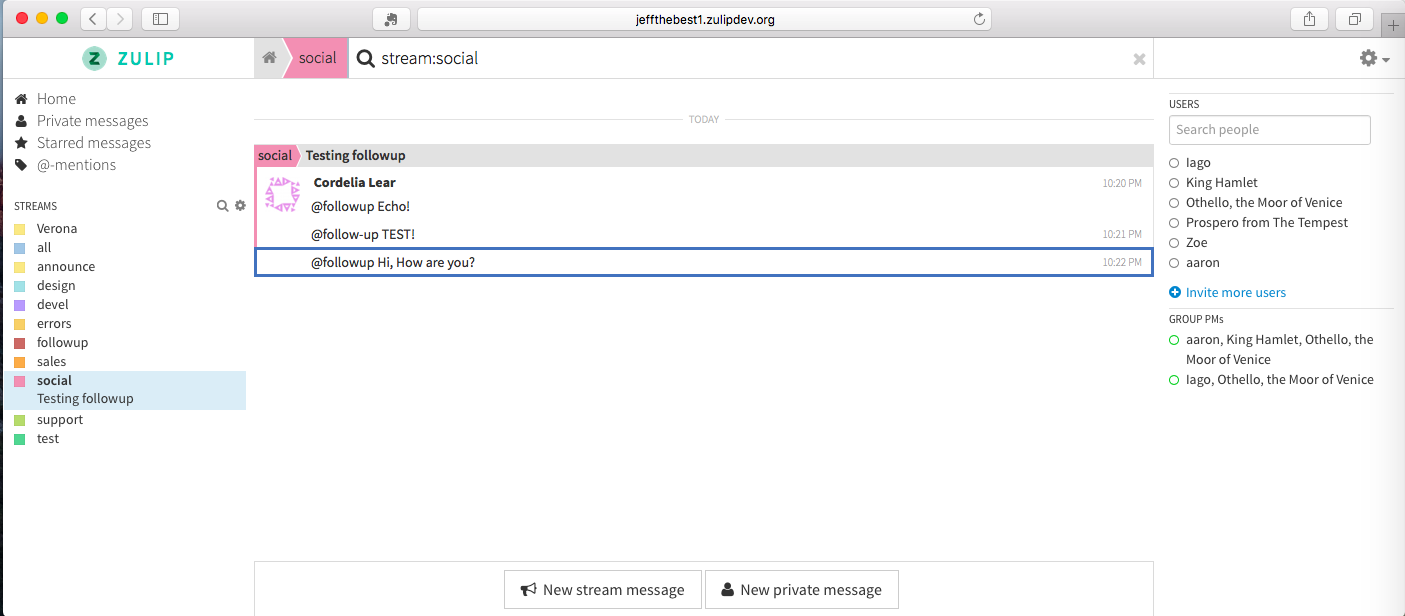 jeffthebest1.zulipdev.org
Z ZULIP
social
stream:social
Home
Private messages
Starred messages
@-mentions
STREAMS
Verona
all
announce
design
devel
errors
followup
sales
social
Testing followup
support
test
TODAY
social Testing followup
Cordelia Lear 10:20 PM
@followup Echo!
@follow-up TEST! 10:21 PM
@followup Hi, How are you? 10:22 PM
New stream message
New private message
USERS
Search people
Iago
King Hamlet
Othello, the Moor of Venice
Prospero from The Tempest
Zoe
aaron
Invite more users
GROUP PMs
aaron, King Hamlet, Othello, the
Moor of Venice
Iago, Othello, the Moor of Venice